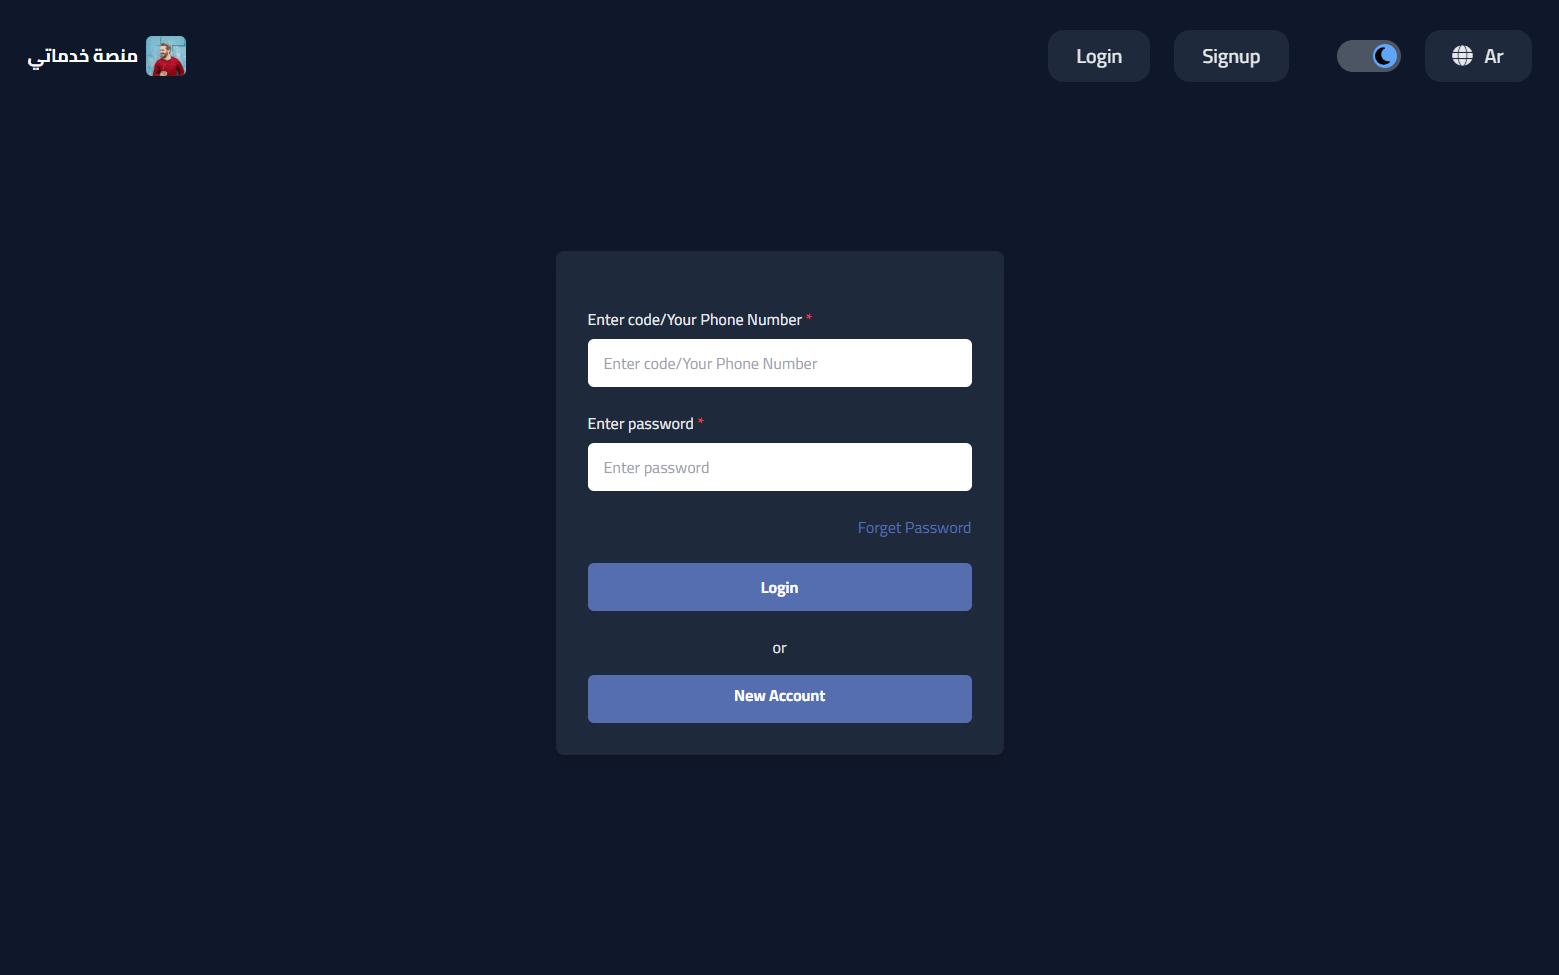 منصة خدماتي
Login
Signup
Ar
Enter code/Your Phone Number *
Enter code/Your Phone Number
Enter password *
Enter password
Forget Password
Login
or
New Account